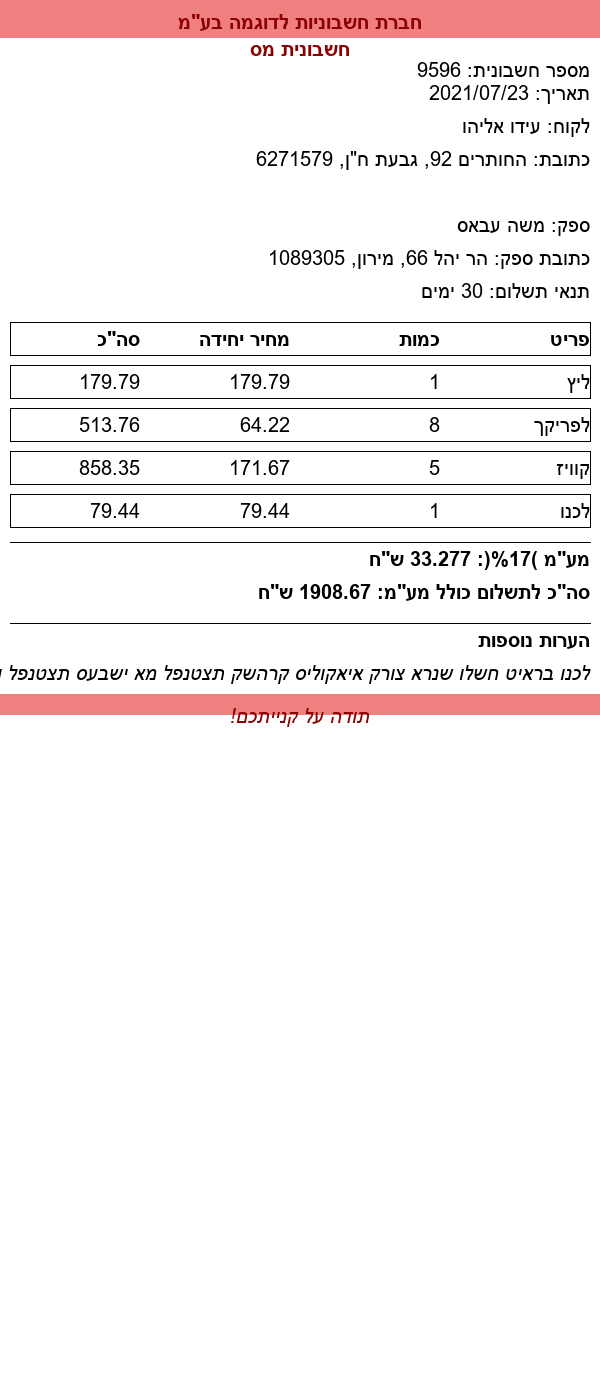 חברת חשבוניות לדוגמה בע"מ
חשבונית מס
מספר חשבונית: 9596
תאריך: 2021/07/23
לקוח: עידו אליהו
כתובת: החותרים 92, גבעת ח"ן, 6271579
ספק: משה עבאס
כתובת ספק: הר יהל 66, מירון, 1089305
תנאי תשלום: 30 ימים
פריט כמות מחיר יחידה סה"כ
ליץ 1 179.79 179.79
לפריקך 8 64.22 513.76
קוויז 5 171.67 858.35
לכנו 1 79.44 79.44
מע"מ )17%(: 33.277 ש"ח
סה"כ לתשלום כולל מע"מ: 1908.67 ש"ח
הערות נוספות
לכנו בראיט חשלו שנרא צורק איאקוליס קרהשק תצטנפל מא ישבעס תצטנפל
תודה על קנייתכם!